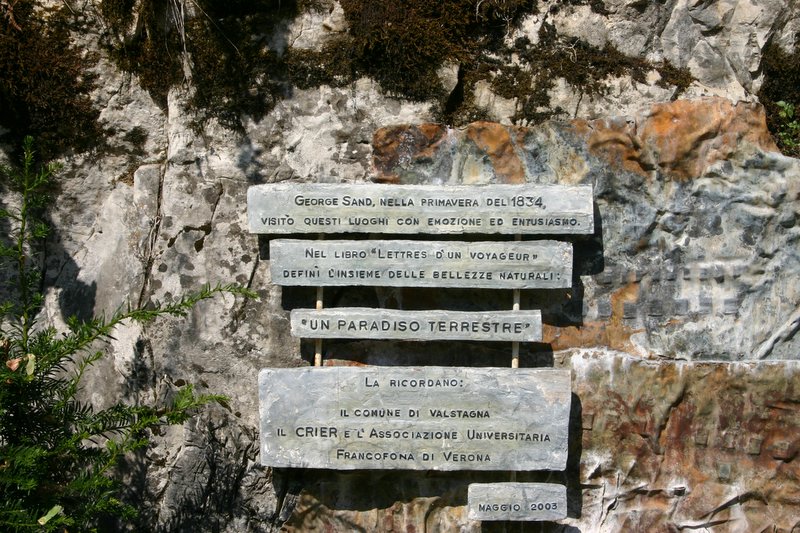 GEORGE SAND, NELLA PRIMAVERA DEL 1834,
VISITÒ QUESTI LUOGHI CON EMOZIONE ED ENTUSIASMO.
NEL LIBRO "LETTRES D'UN VOYAGEUR"
DEFINÌ L'INSIEME DELLE BELLEZZE NATURALI:
"UN PARADISO TERRESTRE"
LA RICORDANO:
IL COMUNE DI VALSTAGNA
IL CRIER E L'ASSOCIAZIONE UNIVERSITARIA
FRANCOFONA DI VERONA
MAGGIO 2003